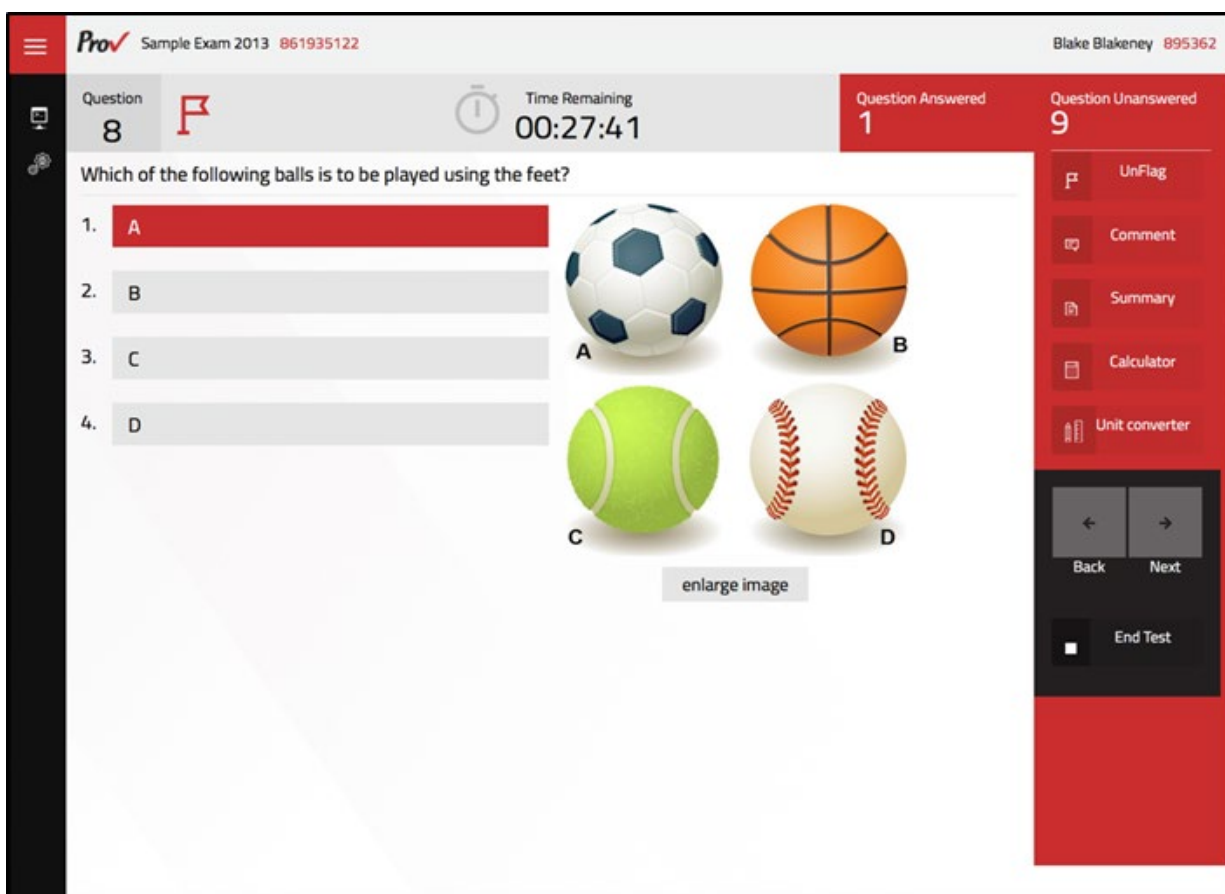 Prov Sample Exam 2013 861935122
Blake Blakeney 895362
Question
8
Time Remaining
00:27:41
Question Answered
1
Question Unanswered
9
Which of the following balls is to be played using the feet?
1. A
2. B
3. C
4. D
A
B
C
D
enlarge image
UnFlag
Comment
Summary
Calculator
Unit converter
Back
Next
End Test